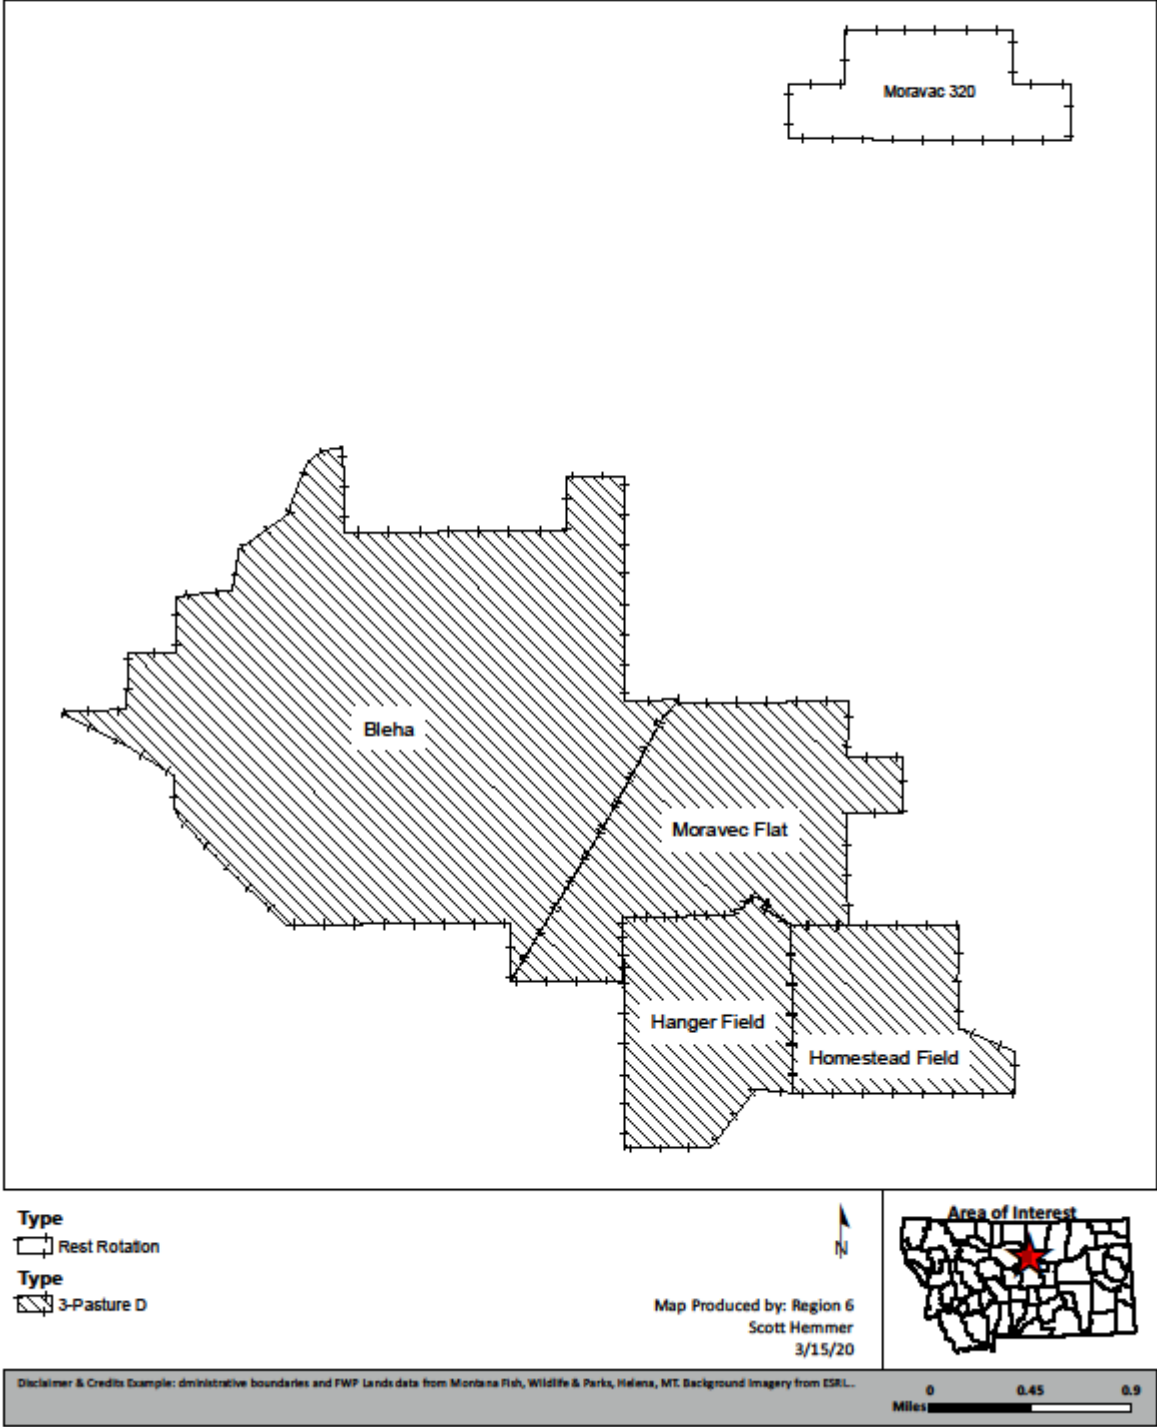 Moravac 320
Bleha
Moravec Flat
Hanger Field
Homestead Field
Type
Rest Rotation
Type
3-Pasture D
N
Map Produced by: Region 6
Scott Hemmer
3/15/20
Area of Interest
Disclaimer & Credits Example: dministrative boundaries and FWP Lands data from Montana Fish, Wildlife & Parks, Helena, MT. Background Imagery from ESRI...
0 0.45 0.9
Miles